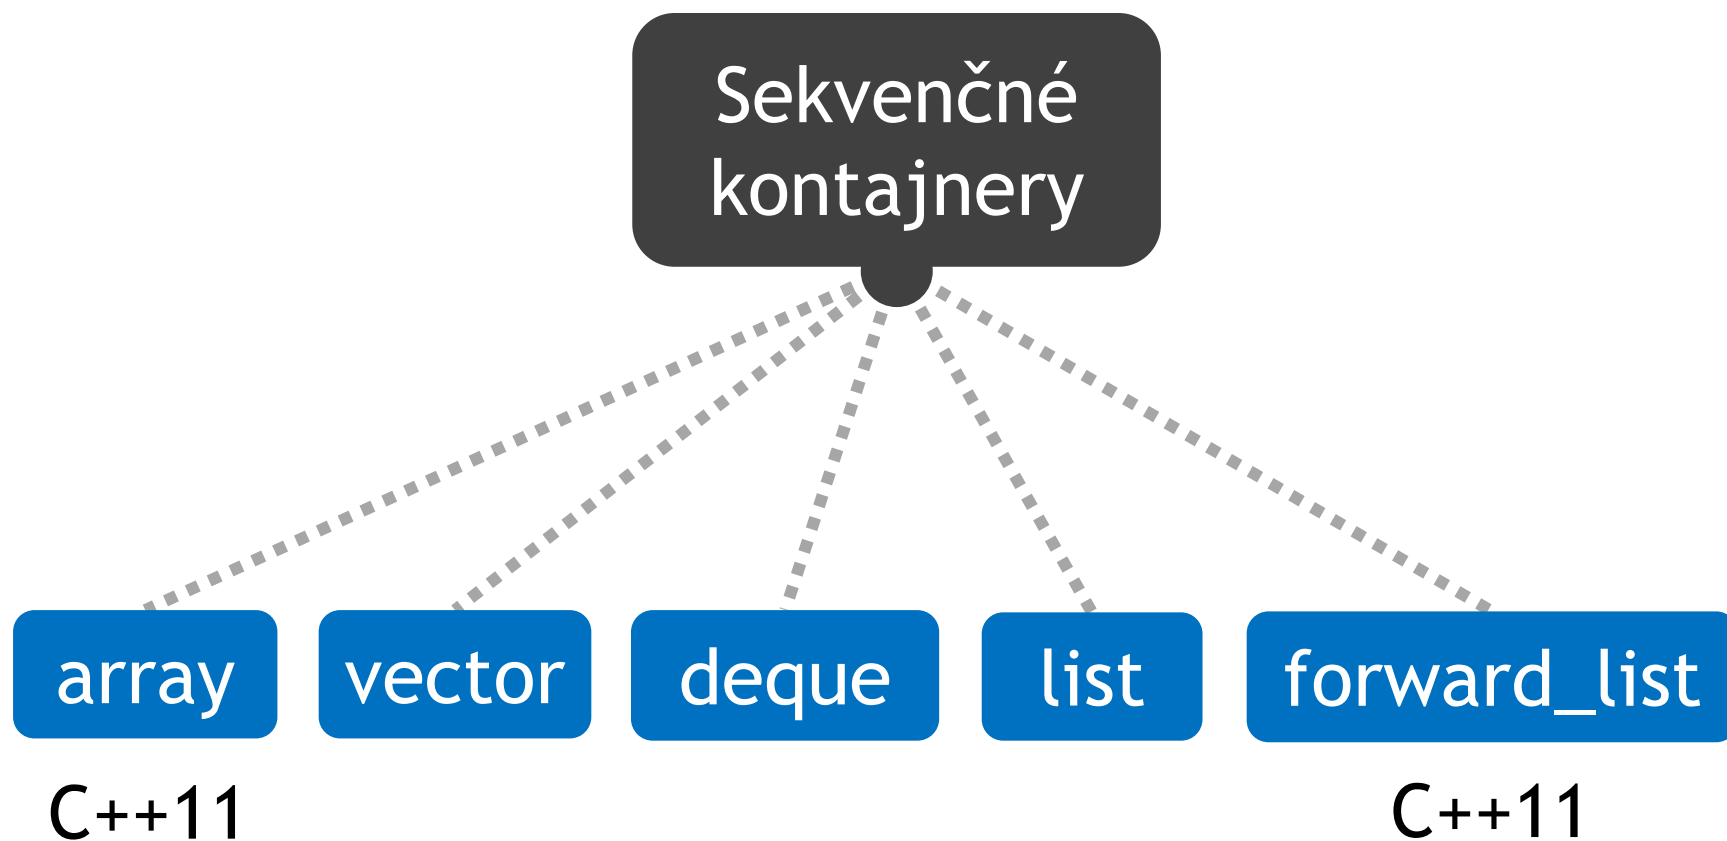 Sekvenčné
kontajnery
array
vector
deque
list
forward_list
C++11
C++11